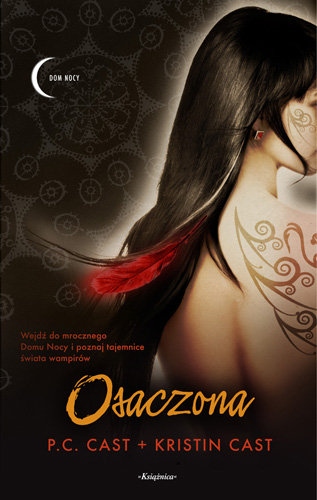 DOM NOCY
Wejdź do mrocznego
Domu Nocy i poznaj tajemnice
świata wampirów
Osaczona
P.C. CAST + KRISTIN CAST
»Książnica«